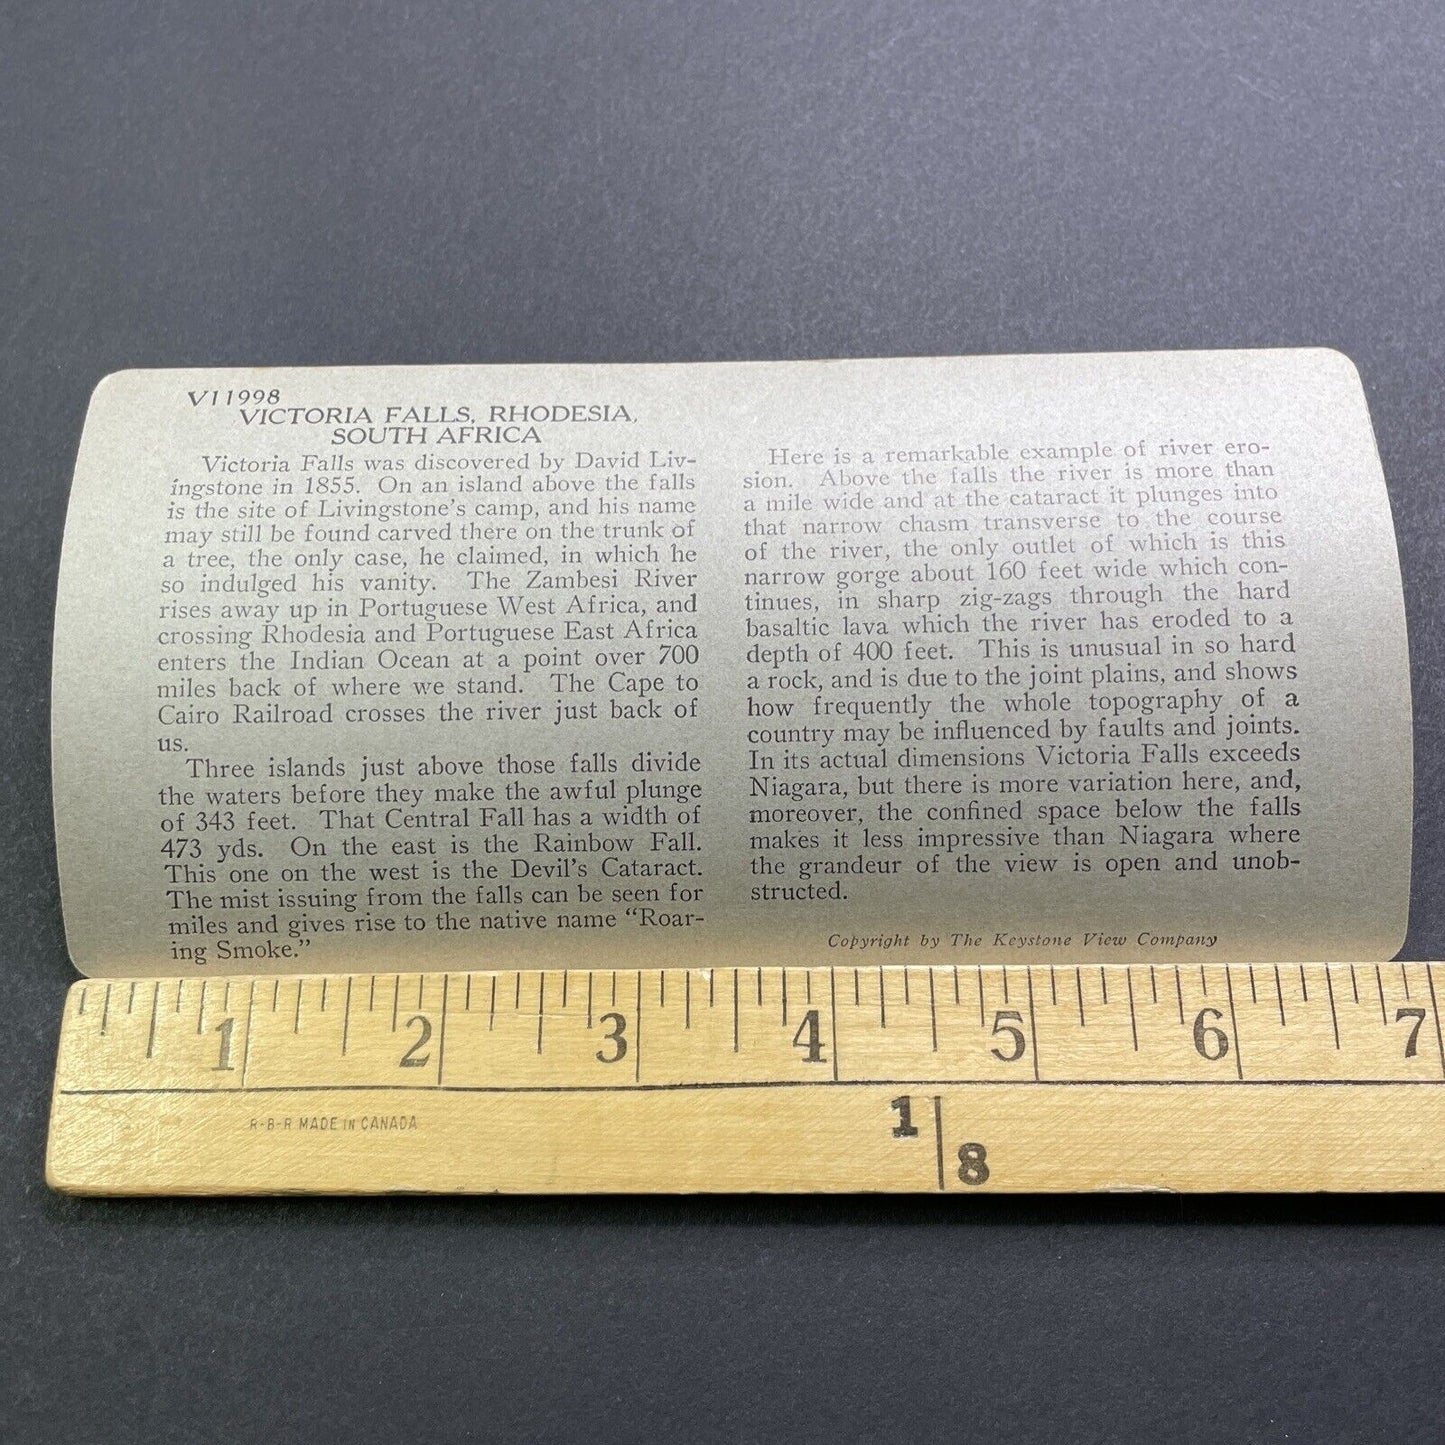 V11998
VICTORIA FALLS, RHODESIA,
SOUTH AFRICA
Victoria Falls was discovered by David Liv-
ingstone in 1855. On an island above the falls
is the site of Livingstone's camp, and his name
may still be found carved there on the trunk of
a tree, the only case, he claimed, in which he
so indulged his vanity. The Zambesi River
rises away up in Portuguese West Africa, and
crossing Rhodesia and Portuguese East Africa
enters the Indian Ocean at a point over 700
miles back of where we stand. The Cape to
Cairo Railroad crosses the river just back of
us.
Three islands just above those falls divide
the waters before they make the awful plunge
of 343 feet. That Central Fall has a width of
473 yds. On the east is the Rainbow Fall.
This one on the west is the Devil's Cataract.
The mist issuing from the falls can be seen for
miles and gives rise to the native name "Roar-
ing Smoke."
Here is a remarkable example of river ero-
sion. Above the falls the river is more than
a mile wide and at the cataract it plunges into
that narrow chasm transverse to the course
of the river, the only outlet of which is this
narrow gorge about 160 feet wide which con-
tinues, in sharp zig-zags through the hard
basaltic lava which the river has eroded to a
depth of 400 feet. This is unusual in so hard
a rock, and is due to the joint plains, and shows
how frequently the whole topography of a
country may be influenced by faults and joints.
In its actual dimensions Victoria Falls exceeds
Niagara, but there is more variation here, and,
moreover, the confined space below the falls
makes it less impressive than Niagara where
the grandeur of the view is open and unob-
structed.
Copyright by The Keystone View Company
1 2 3 4 5 6 7
R-B-R MADE IN CANADA
1
8